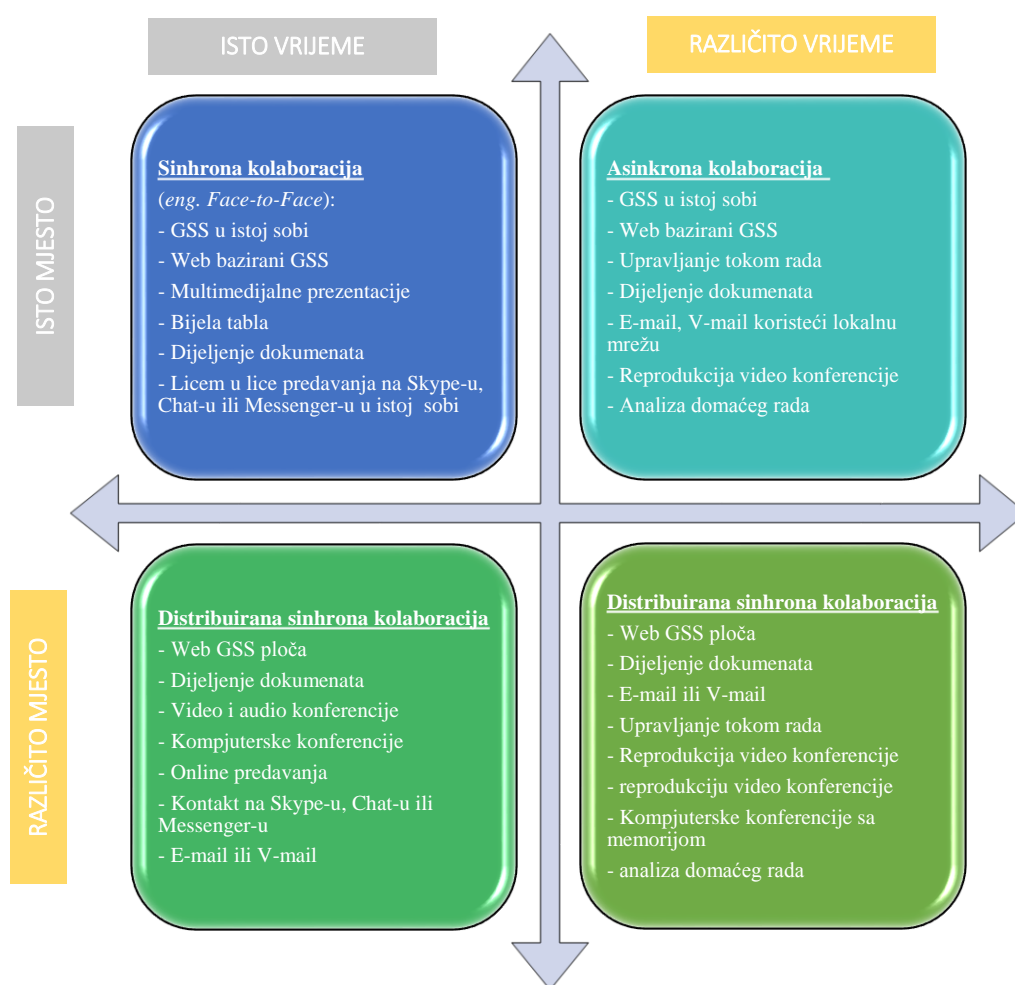 ISTO VRIJEME
RAZLIČITO VRIJEME
ISTO MJESTO
Sinhrona kolaboracija
(eng. Face-to-Face):
- GSS u istoj sobi
- Web bazirani GSS
- Multimedijalne prezentacije
- Bijela tabla
- Dijeljenje dokumenata
- Licem u lice predavanja na Skype-u,
Chat-u ili Messenger-u u istoj sobi
Asinkrona kolaboracija
- GSS u istoj sobi
- Web bazirani GSS
- Upravljanje tokom rada
- Dijeljenje dokumenata
- E-mail, V-mail koristeći lokalnu
mrežu
- Reprodukcija video konferencije
- Analiza domaćeg rada
RAZLIČITO MJESTO
Distribuirana sinhrona kolaboracija
- Web GSS ploča
- Dijeljenje dokumenata
- Video i audio konferencije
- Kompjuterske konferencije
- Online predavanja
- Kontakt na Skype-u, Chat-u ili
Messenger-u
- E-mail ili V-mail
Distribuirana sinhrona kolaboracija
- Web GSS ploča
- Dijeljenje dokumenata
- E-mail ili V-mail
- Upravljanje tokom rada
- Reprodukcija video konferencije
- reprodukciju video konferencije
- Kompjuterske konferencije sa
memorijom
- analiza domaćeg rada